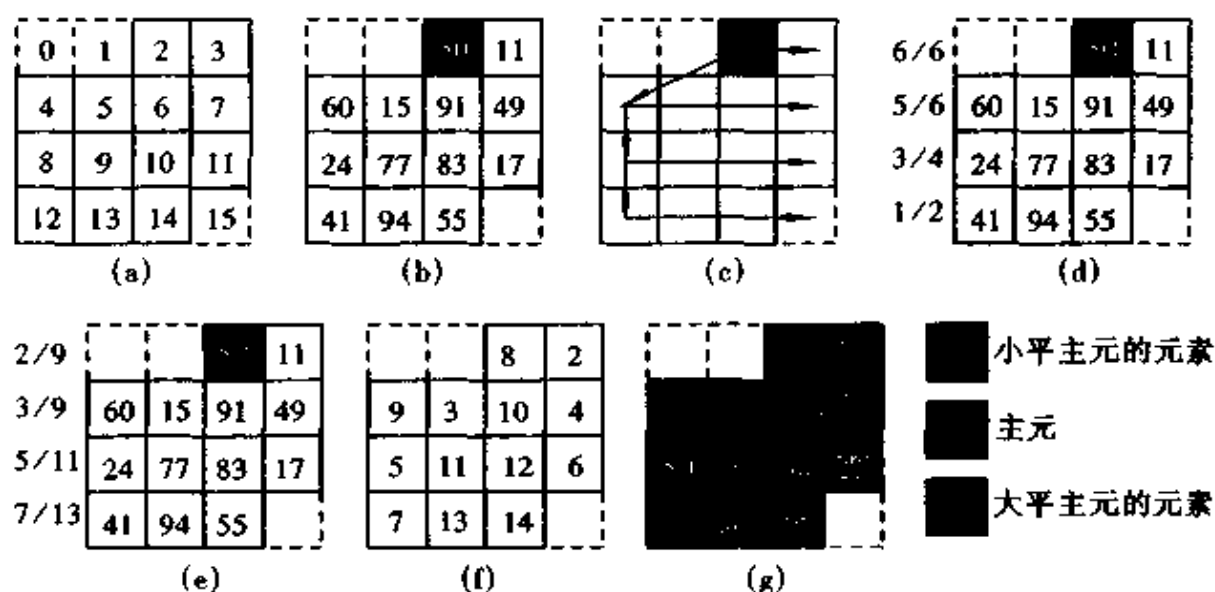 0 1 2 3
4 5 6 7
8 9 10 11
12 13 14 15
(a)
11
60 15 91 49
24 77 83 17
41 94 55
(b)
(c)
6/6 11
5/6 60 15 91 49
3/4 24 77 83 17
1/2 41 94 55
(d)
2/9 11
3/9 60 15 91 49
5/11 24 77 83 17
7/13 41 94 55
(e)
8 2
9 3 10 4
5 11 12 6
7 13 14
(f)
(g)
小平主元的元素
主元
大平主元的元素